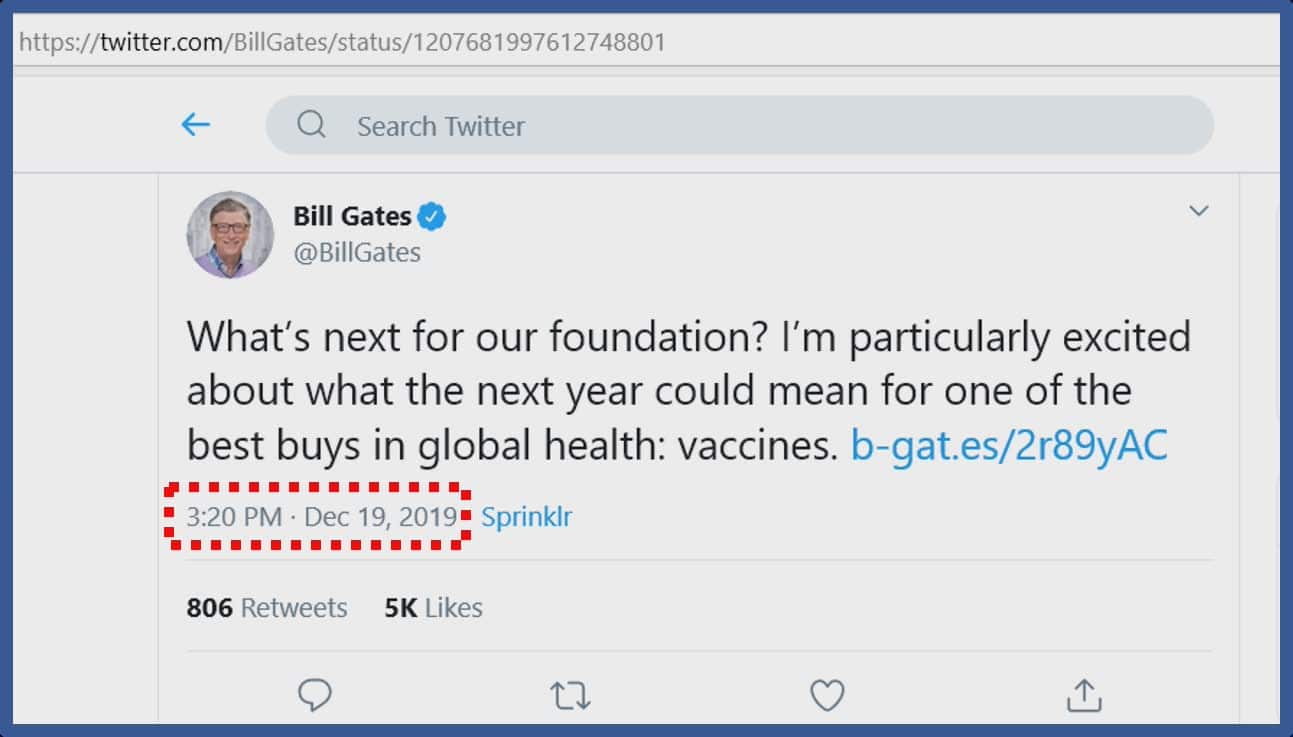 https://twitter.com/BillGates/status/1207681997612748801
Search Twitter
Bill Gates
@BillGates
What’s next for our foundation? I’m particularly excited
about what the next year could mean for one of the
best buys in global health: vaccines. b-gat.es/2r89yAC
3:20 PM · Dec 19, 2019 Sprinklr
806 Retweets 5K Likes